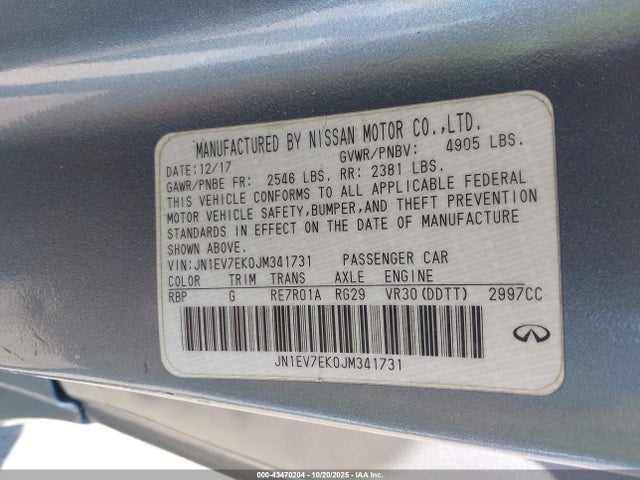 MANUFACTURED BY NISSAN MOTOR CO.,LTD.
DATE:12/17 GVWR/PNBV: 4905 LBS.
GAWR/PNBE FR: 2546 LBS. RR: 2381 LBS.
THIS VEHICLE CONFORMS TO ALL APPLICABLE FEDERAL
MOTOR VEHICLE SAFETY,BUMPER,AND THEFT PREVENTION
STANDARDS IN EFFECT ON THE DATE OF MANUFACTURE
SHOWN ABOVE.
VIN:JN1EV7EK0JM341731 PASSENGER CAR
COLOR TRIM TRANS AXLE ENGINE
RBP G RE7R01A RG29 VR30(DDTT) 2997CC
JN1EV7EK0JM341731
000-43470204 - 10/20/2025 - IAA Inc.